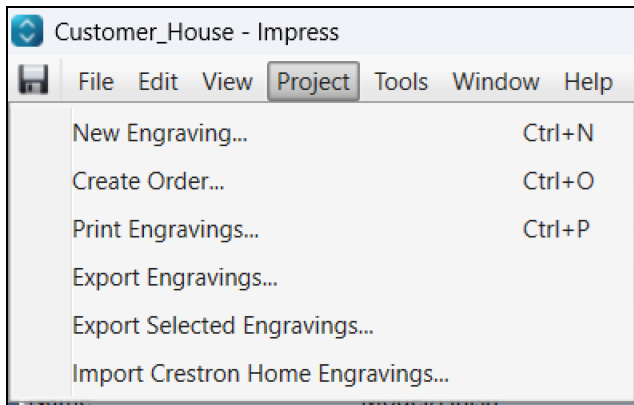 Customer_House - Impress
File Edit View Project Tools Window Help
New Engraving... Ctrl+N
Create Order... Ctrl+O
Print Engravings... Ctrl+P
Export Engravings...
Export Selected Engravings...
Import Crestron Home Engravings...